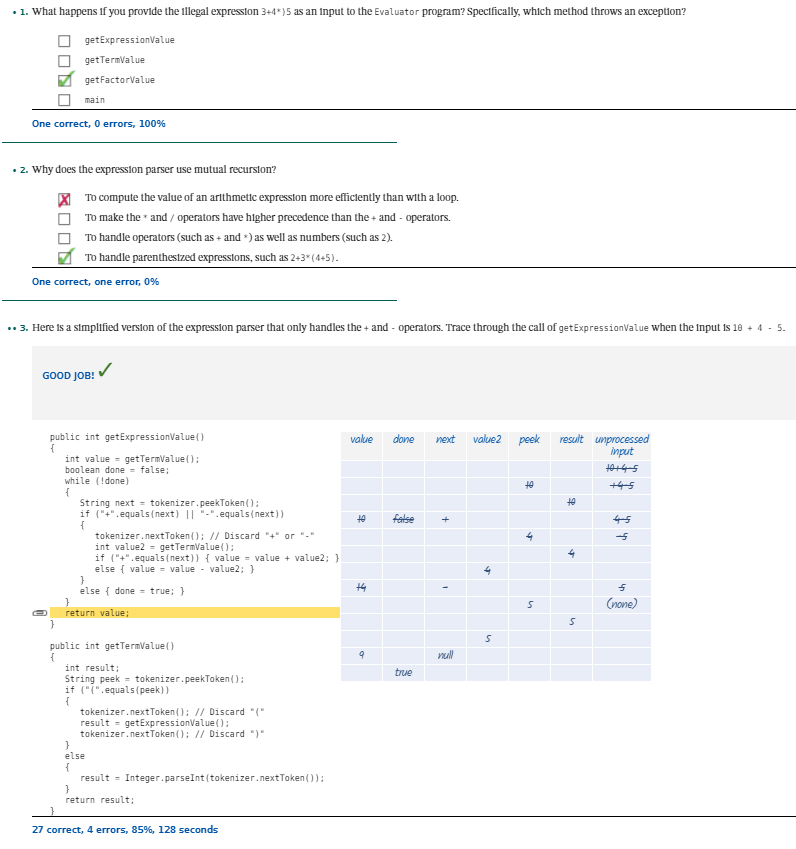 • 1. What happens if you provide the illegal expression 3+4*)5 as an input to the Evaluator program? Specifically, which method throws an exception?
getExpressionValue
getTermValue
getFactorValue
main
One correct, 0 errors, 100%
• 2. Why does the expression parser use mutual recursion?
To compute the value of an arithmetic expression more efficiently than with a loop.
To make the * and / operators have higher precedence than the + and - operators.
To handle operators (such as + and *) as well as numbers (such as 2).
To handle parenthesized expressions, such as 2+3*(4+5).
One correct, one error, 0%
•• 3. Here is a simplified version of the expression parser that only handles the + and - operators. Trace through the call of getExpressionValue when the input is 10 + 4 - 5.
GOOD JOB!
public int getExpressionValue()
{
int value = getTermValue();
boolean done = false;
while (!done)
{
String next = tokenizer.peekToken();
if ("+".equals(next) || "-".equals(next))
{
tokenizer.nextToken(); // Discard "+" or "-"
int value2 = getTermValue();
if ("+".equals(next)) { value = value + value2; }
else { value = value - value2; }
}
else { done = true; }
}
return value;
}
public int getTermValue()
{
int result;
String peek = tokenizer.peekToken();
if ("(".equals(peek))
{
tokenizer.nextToken(); // Discard "("
result = getExpressionValue();
tokenizer.nextToken(); // Discard ")"
}
else
{
result = Integer.parseInt(tokenizer.nextToken());
}
return result;
}
value done next value2 peek result unprocessed
input
10+4-5
10 +4-5
10
10 false + 4-5
4 -5
4
4
14 - 5
5 (none)
5
5
9 null
true
27 correct, 4 errors, 85%, 128 seconds